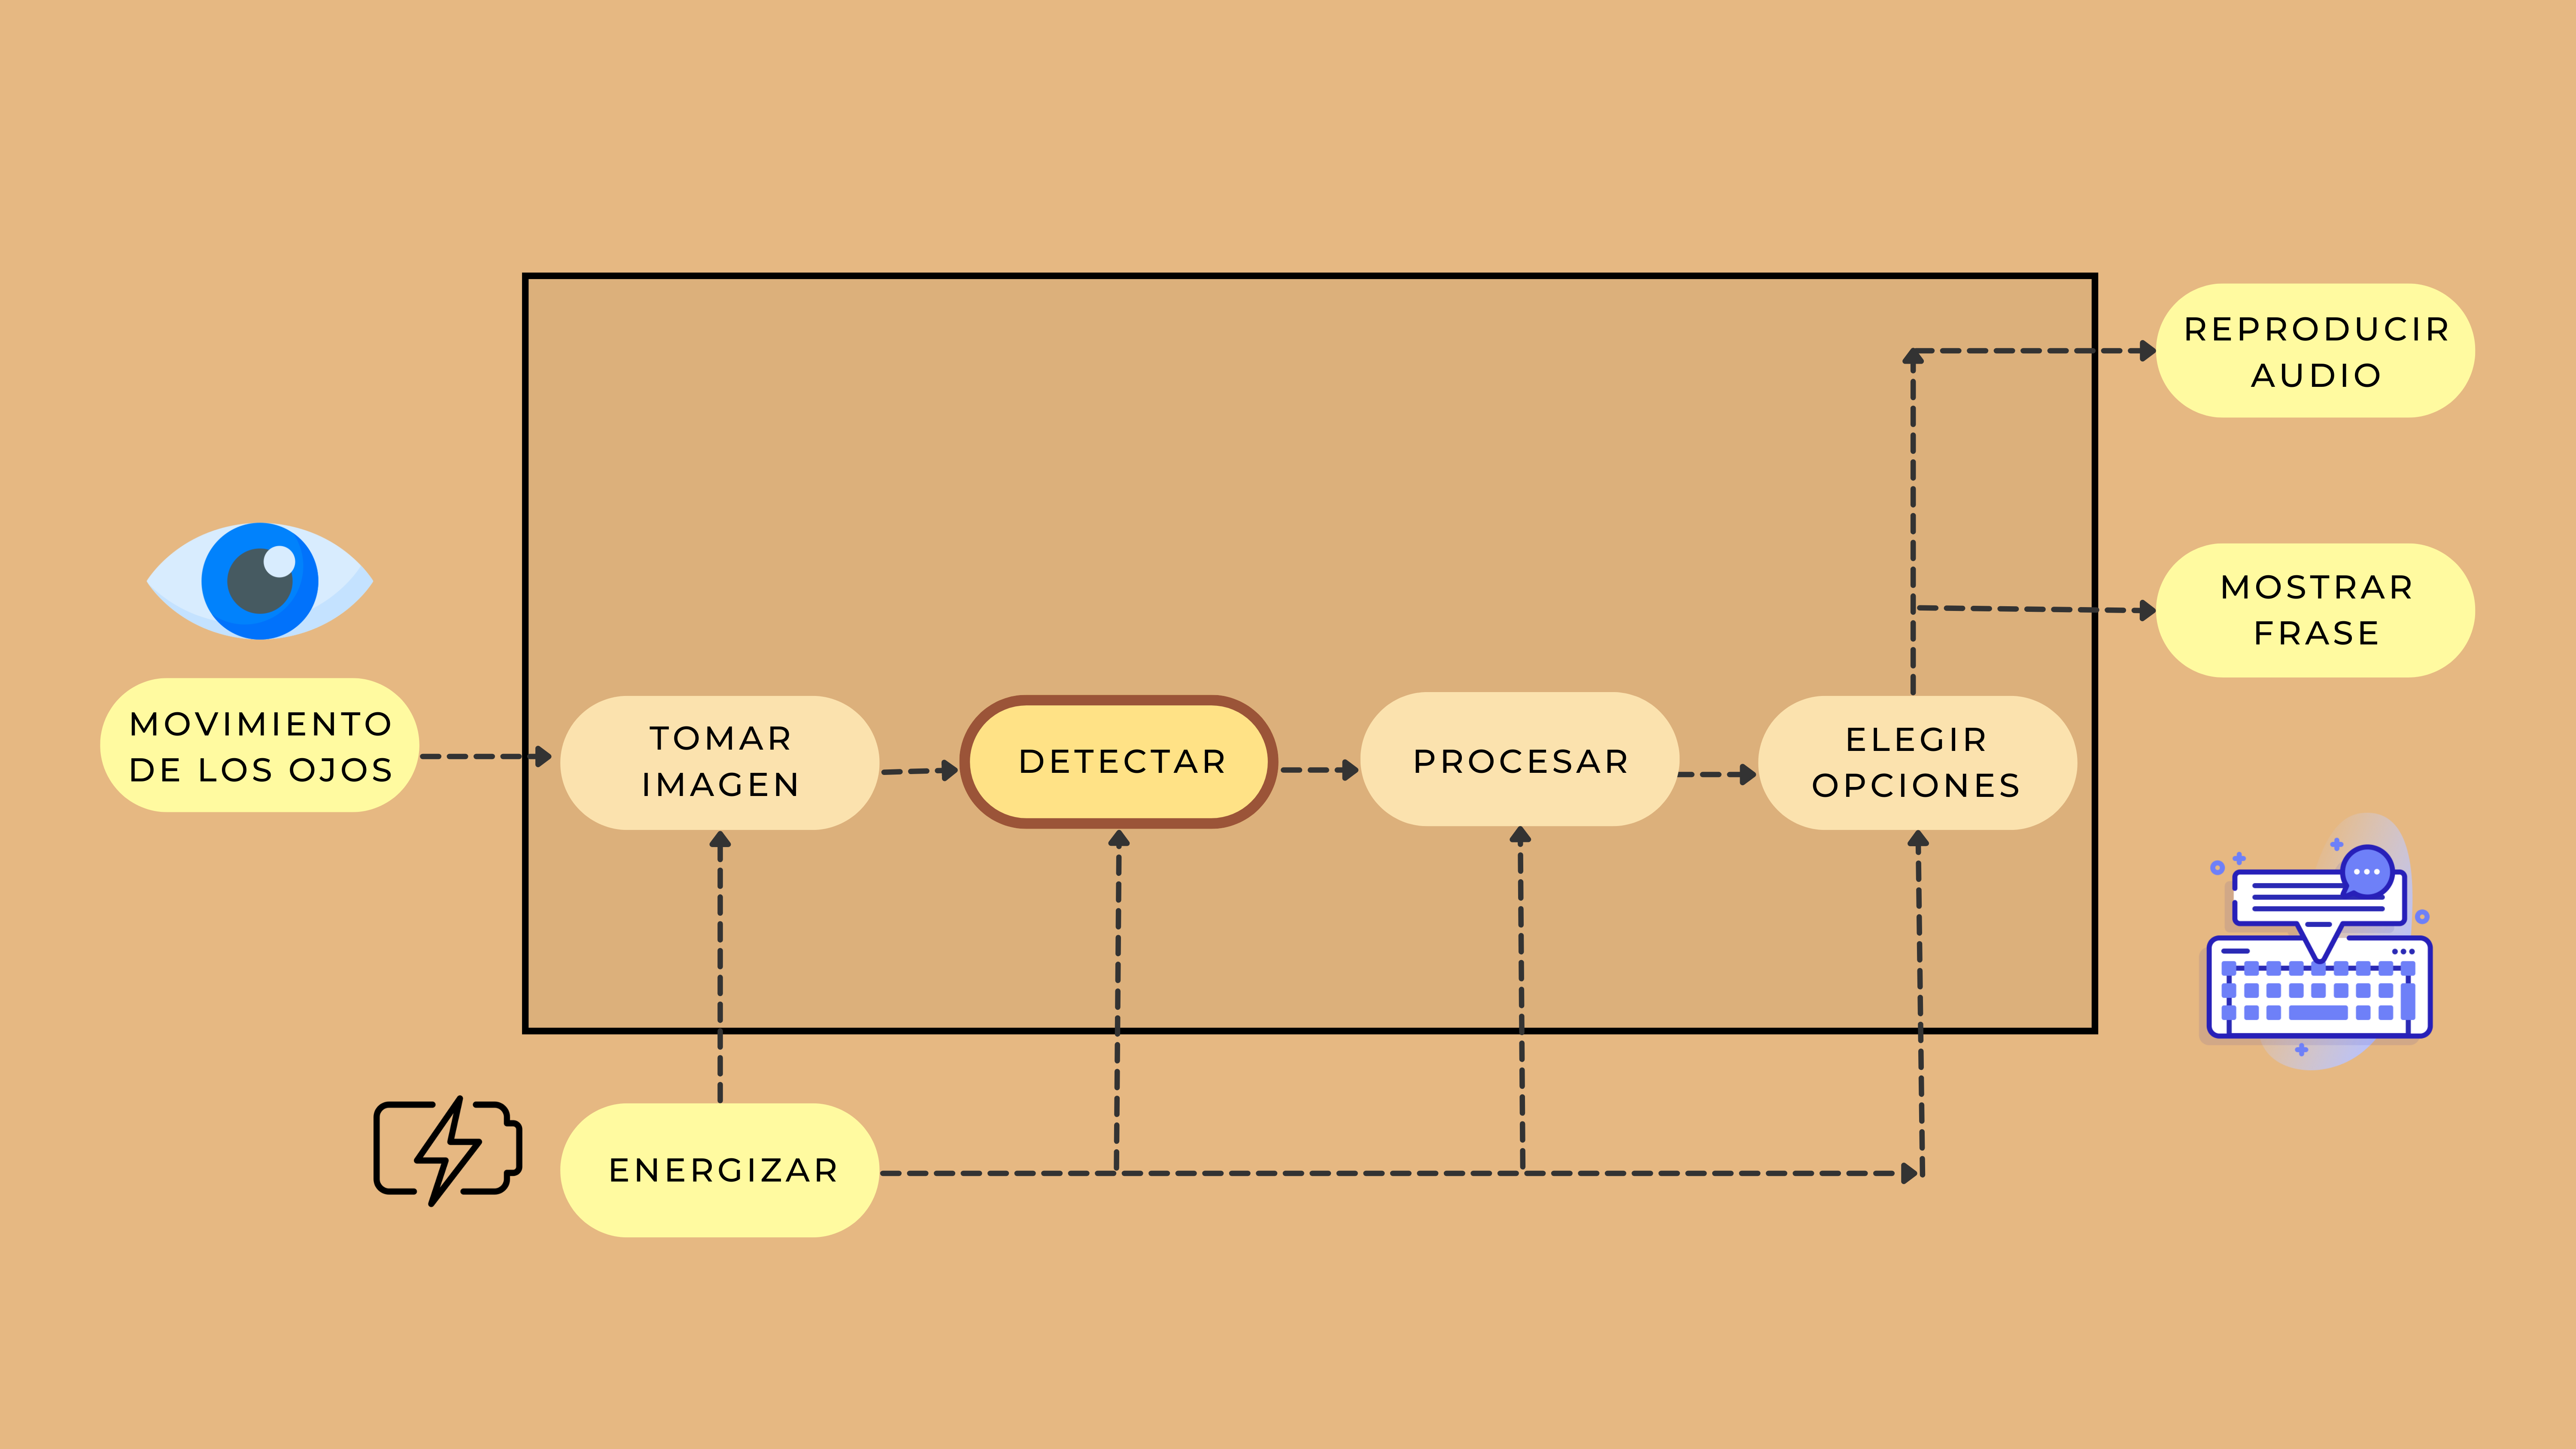 REPRODUCIR
AUDIO
MOSTRAR
FRASE
MOVIMIENTO
DE LOS OJOS
TOMAR
IMAGEN
DETECTAR
PROCESAR
ELEGIR
OPCIONES
ENERGIZAR